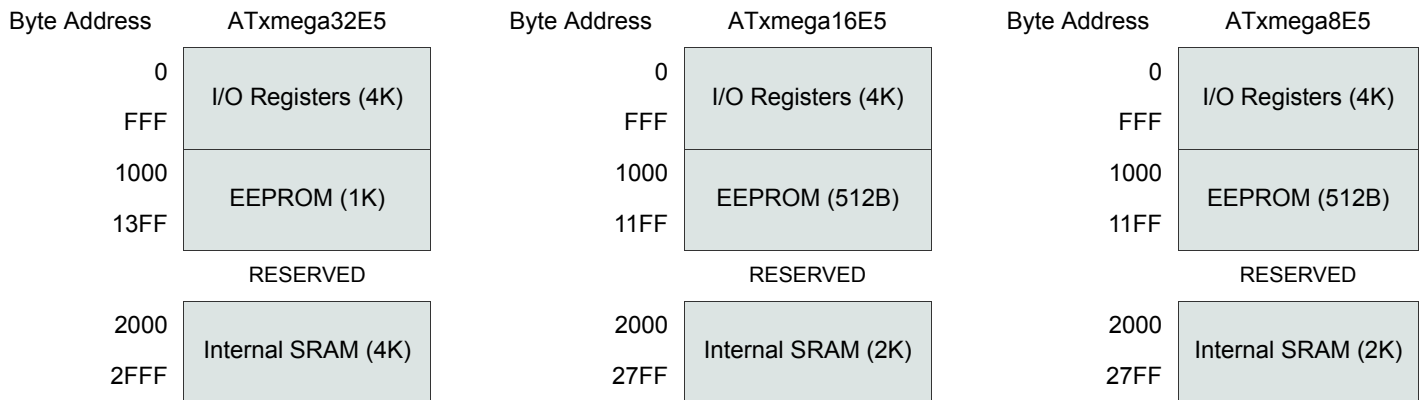 Byte Address ATxmega32E5 Byte Address ATxmega16E5 Byte Address ATxmega8E5
0 0 0
I/O Registers (4K) I/O Registers (4K) I/O Registers (4K)
FFF FFF FFF
1000 1000 1000
EEPROM (1K) EEPROM (512B) EEPROM (512B)
13FF 11FF 11FF
RESERVED RESERVED RESERVED
2000 2000 2000
Internal SRAM (4K) Internal SRAM (2K) Internal SRAM (2K)
2FFF 27FF 27FF